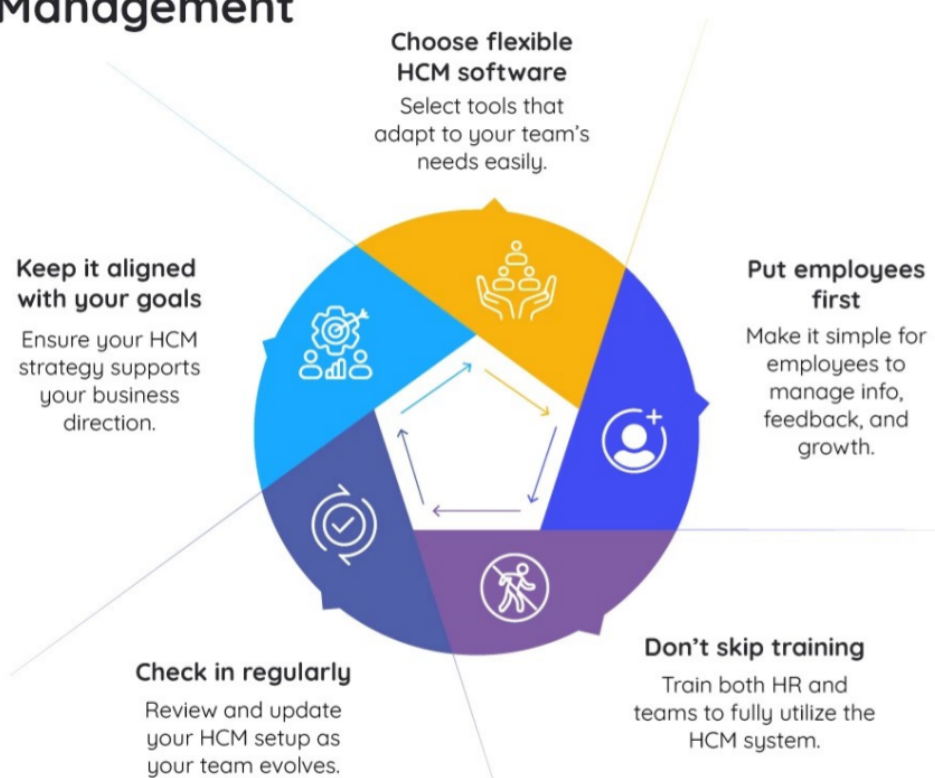 Management
Choose flexible
HCM software
Select tools that
adapt to your team's
needs easily.
Put employees
first
Make it simple for
employees to
manage info,
feedback, and
growth.
Don't skip training
Train both HR and
teams to fully utilize the
HCM system.
Check in regularly
Review and update
your HCM setup as
your team evolves.
Keep it aligned
with your goals
Ensure your HCM
strategy supports
your business
direction.